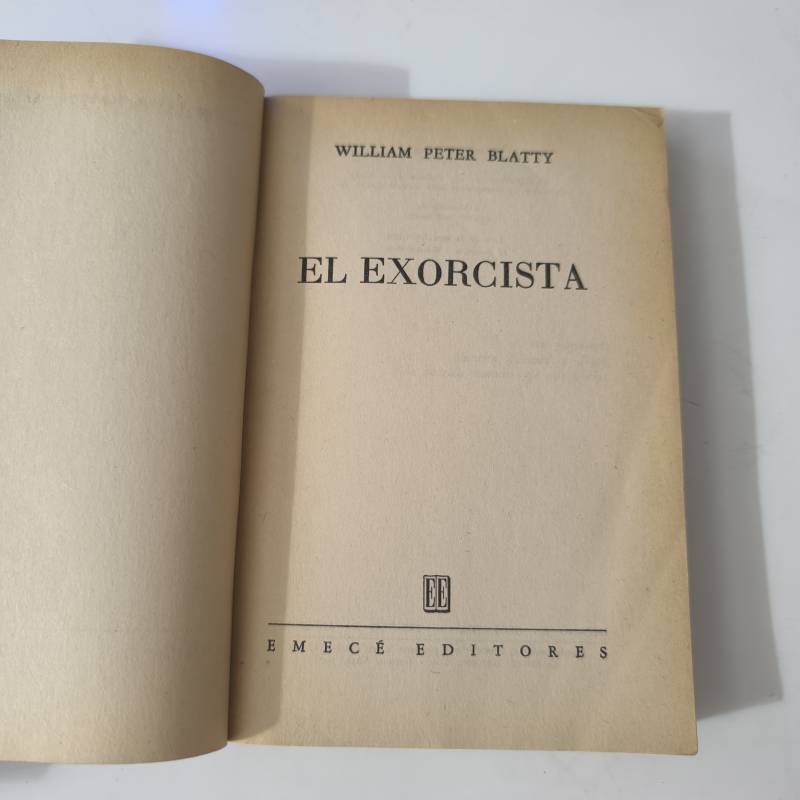 WILLIAM PETER BLATTY
EL EXORCISTA
EE
EMECÉ EDITORES